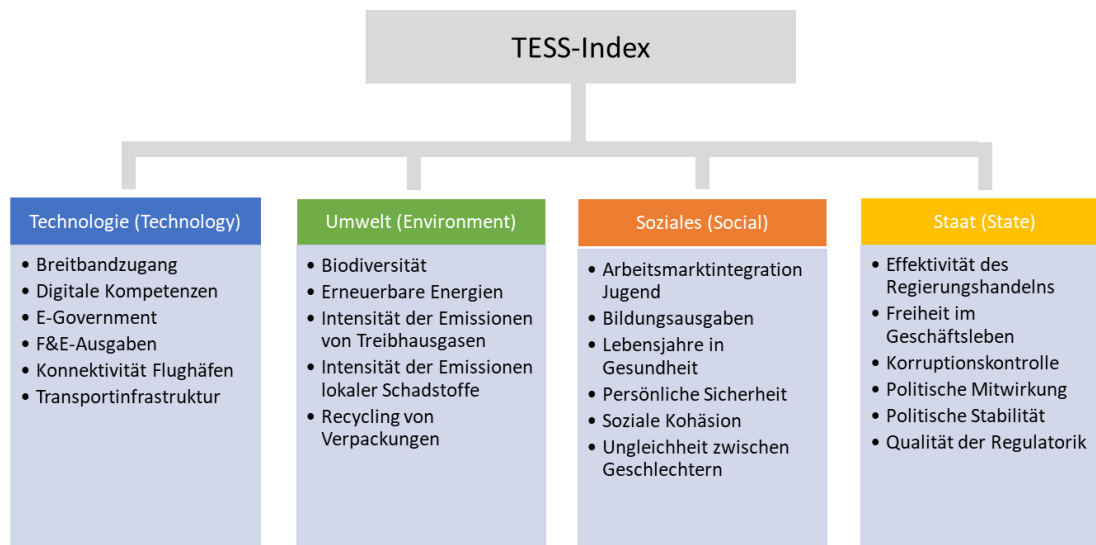 TESS-Index
Technologie (Technology)
• Breitbandzugang
• Digitale Kompetenzen
• E-Government
• F&E-Ausgaben
• Konnektivität Flughäfen
• Transportinfrastruktur
Umwelt (Environment)
• Biodiversität
• Erneuerbare Energien
• Intensität der Emissionen
von Treibhausgasen
• Intensität der Emissionen
lokaler Schadstoffe
• Recycling von
Verpackungen
Soziales (Social)
• Arbeitsmarktintegration
Jugend
• Bildungsausgaben
• Lebensjahre in
Gesundheit
• Persönliche Sicherheit
• Soziale Kohäsion
• Ungleichheit zwischen
Geschlechtern
Staat (State)
• Effektivität des
Regierungshandelns
• Freiheit im
Geschäftsleben
• Korruptionskontrolle
• Politische Mitwirkung
• Politische Stabilität
• Qualität der Regulatorik